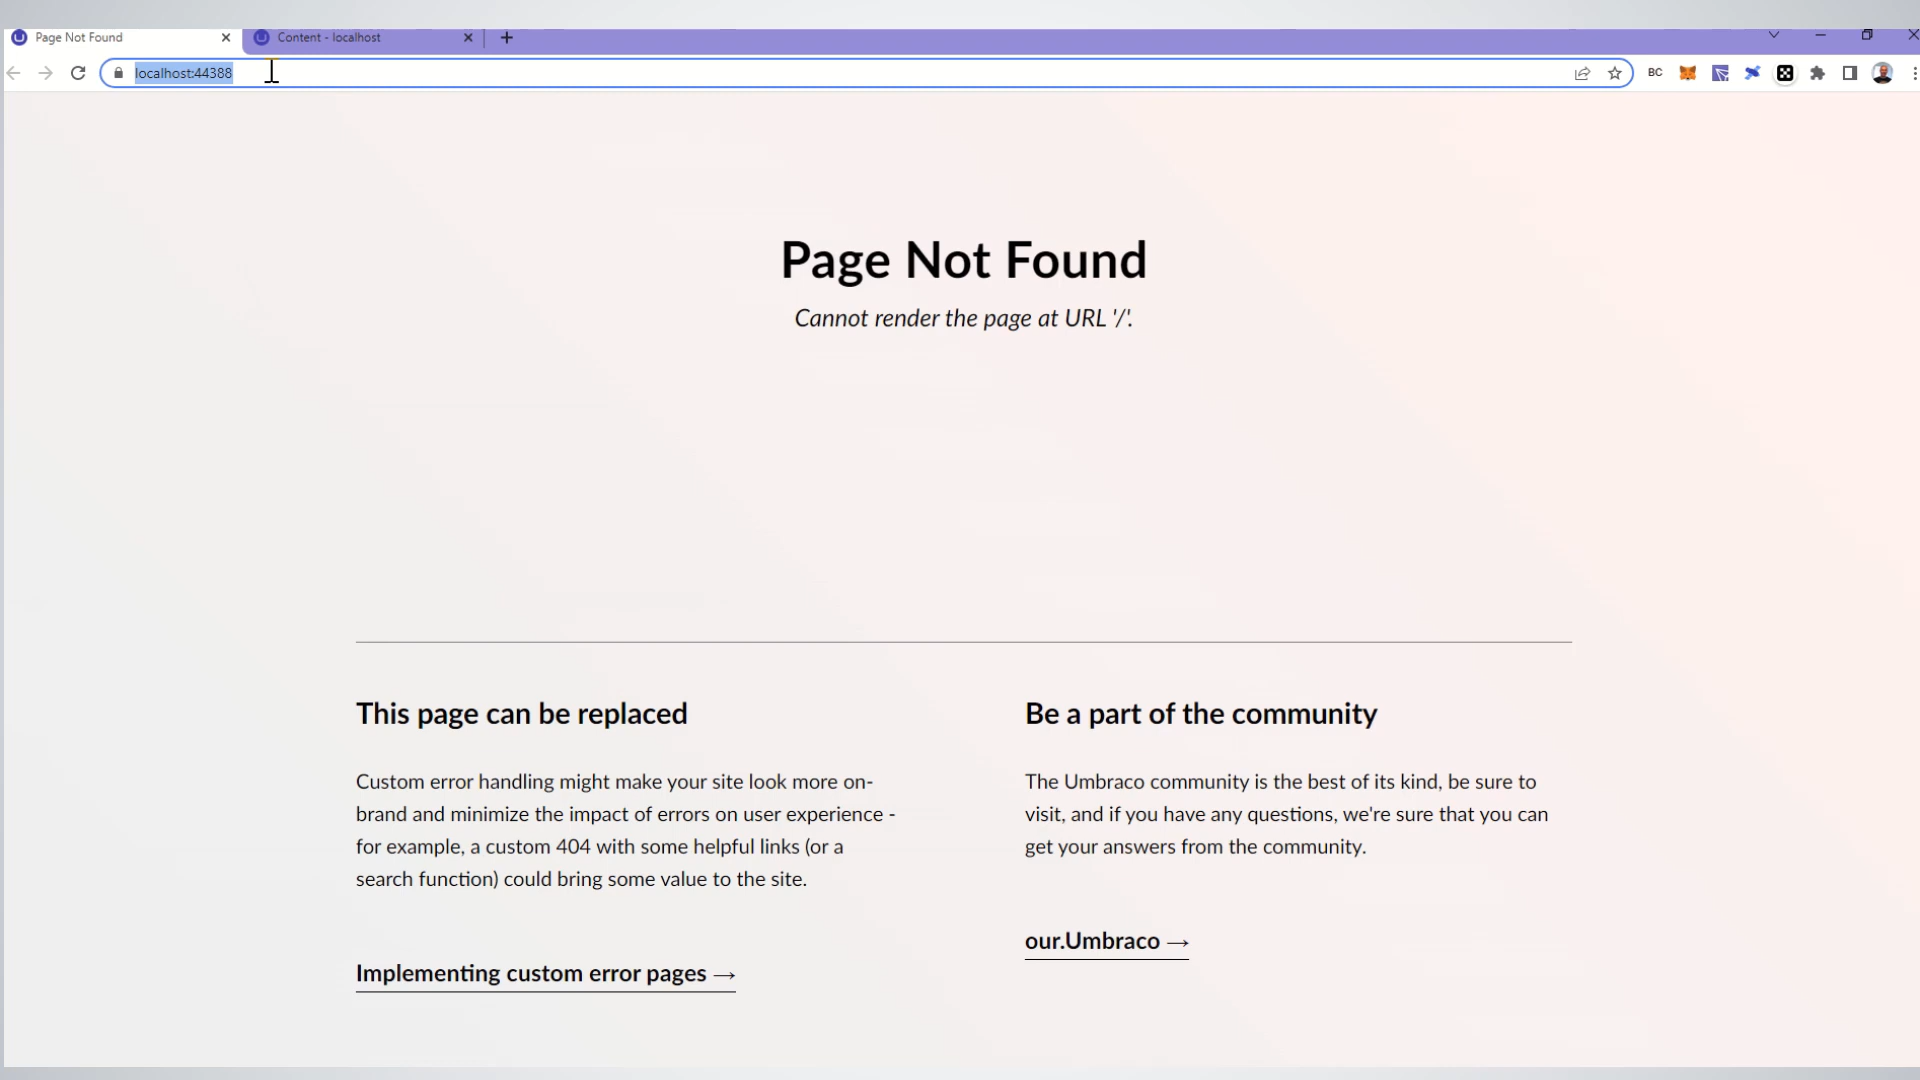 Page Not Found
Content - localhost
localhost:44388
BC
Page Not Found
Cannot render the page at URL '/'.
This page can be replaced
Custom error handling might make your site look more on-
brand and minimize the impact of errors on user experience -
for example, a custom 404 with some helpful links (or a
search function) could bring some value to the site.
Implementing custom error pages →
Be a part of the community
The Umbraco community is the best of its kind, be sure to
visit, and if you have any questions, we're sure that you can
get your answers from the community.
our.Umbraco →